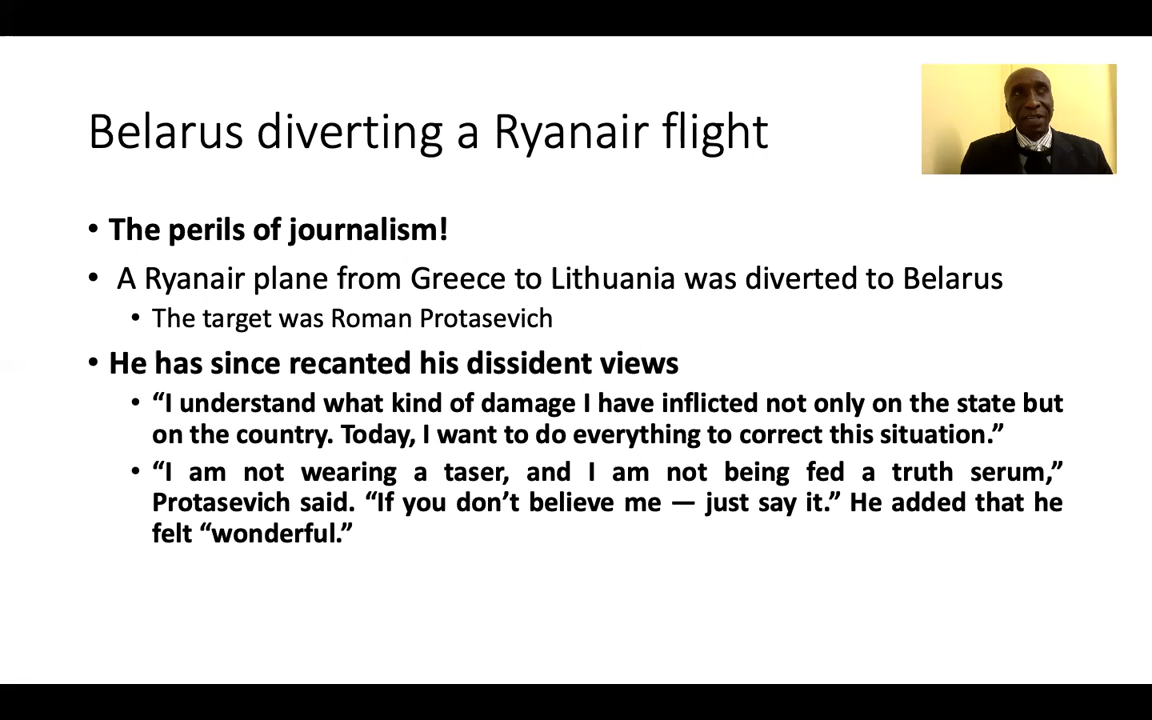 Belarus diverting a Ryanair flight
• The perils of journalism!
• A Ryanair plane from Greece to Lithuania was diverted to Belarus
• The target was Roman Protasevich
• He has since recanted his dissident views
• “I understand what kind of damage I have inflicted not only on the state but
on the country. Today, I want to do everything to correct this situation.”
• “I am not wearing a taser, and I am not being fed a truth serum,”
Protasevich said. “If you don’t believe me — just say it.” He added that he
felt “wonderful.”